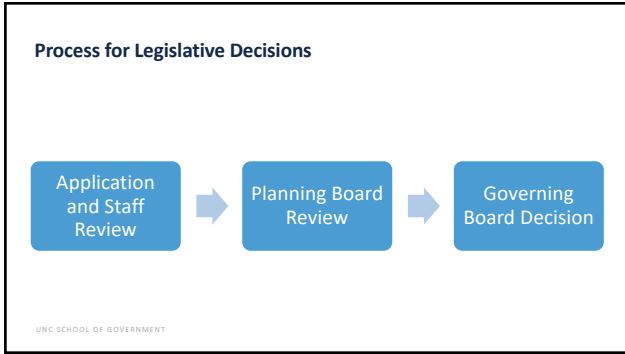 Process for Legislative Decisions
Application
and Staff
Review
Planning Board
Review
Governing
Board Decision
UNC SCHOOL OF GOVERNMENT